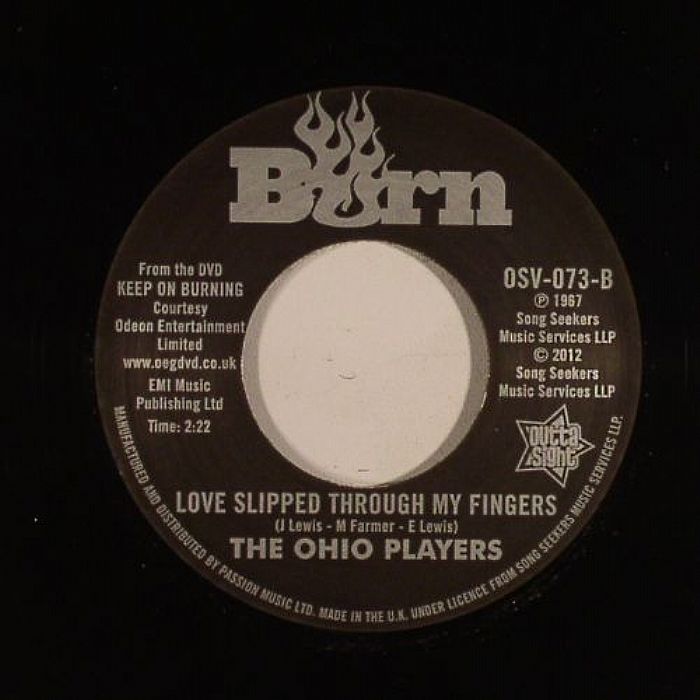 Burn
From the DVD
KEEP ON BURNING
Courtesy
Odeon Entertainment
Limited
www.oegdvd.co.uk
EMI Music
Publishing Ltd
Time: 2:22
OSV-073-B
℗ 1967
Song Seekers
Music Services LLP
© 2012
Song Seekers
Music Services LLP
outta
sight
LOVE SLIPPED THROUGH MY FINGERS
(J Lewis - M Farmer - E Lewis)
THE OHIO PLAYERS
MANUFACTURED AND DISTRIBUTED BY PASSION MUSIC LTD. MADE IN THE U.K. UNDER LICENCE FROM SONG SEEKERS MUSIC SERVICES LLP.